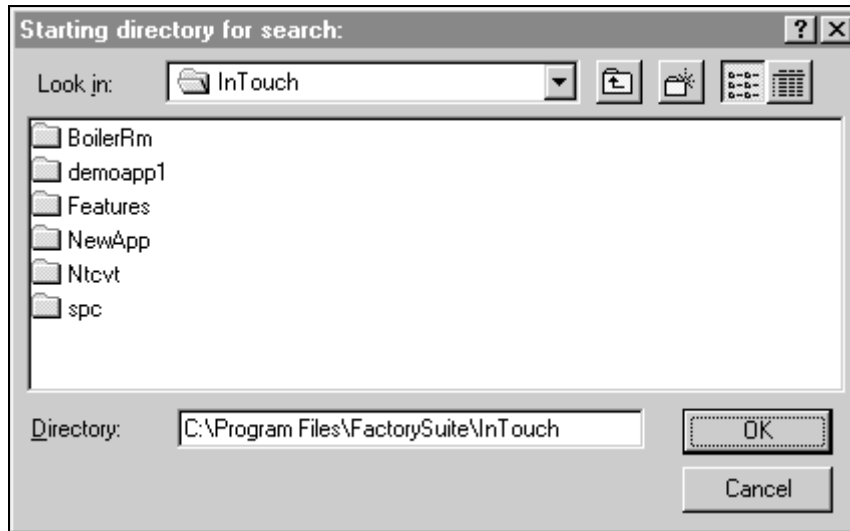 Starting directory for search:
Look in: InTouch
BoilerRm
demoapp1
Features
NewApp
Ntcvt
spc
Directory: C:\Program Files\FactorySuite\InTouch OK
Cancel